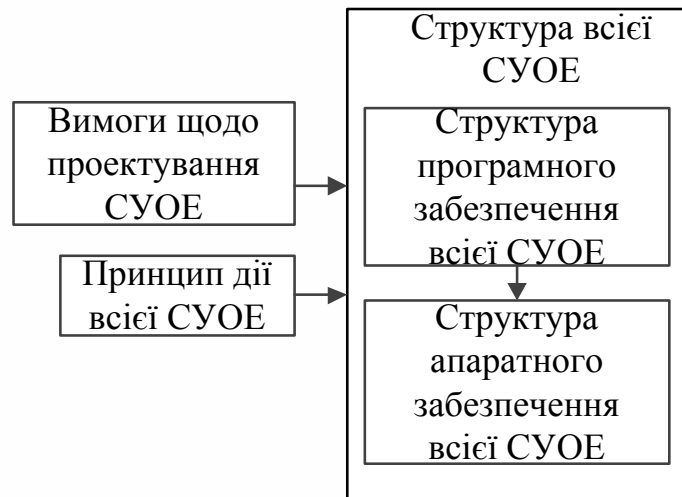 Структура всієї
СУОЕ
Вимоги щодо
проектування
СУОЕ
Принцип дії
всієї СУОЕ
Структура
програмного
забезпечення
всієї СУОЕ
Структура
апаратного
забезпечення
всієї СУОЕ